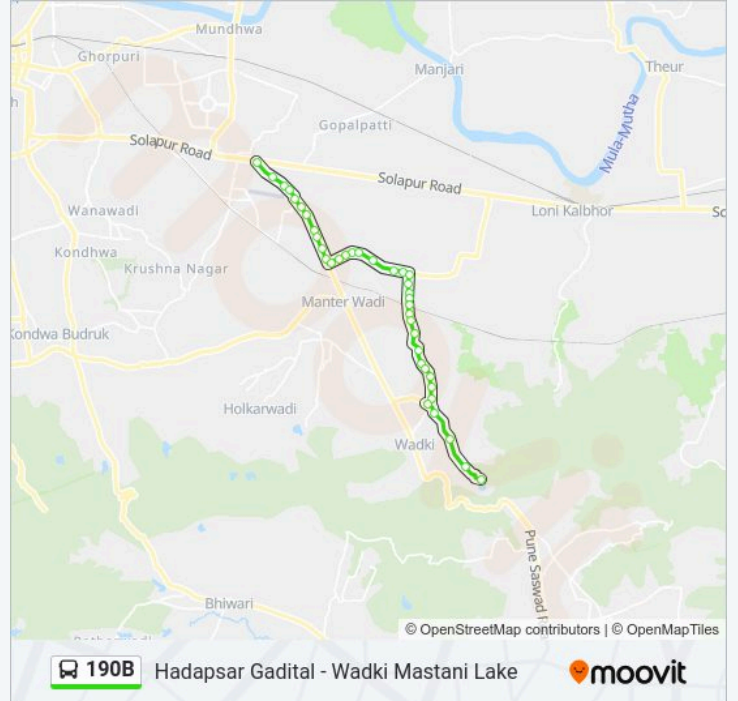 Mundhwa
Ghorpuri
Theur
Manjari
h
Gopalpatti
Mula-Mutha
Solapur Road
Solapur Road
Wanawadi
Loni Kalbhor
Sc
Kondhwa
Krushna Nagar
Manter Wadi
Kondwa Budruk
Holkarwadi
Wadki
Pune Saswad R
Bhiwari
© OpenStreetMap contributors | © OpenMapTiles
190B Hadapsar Gadital - Wadki Mastani Lake moovit